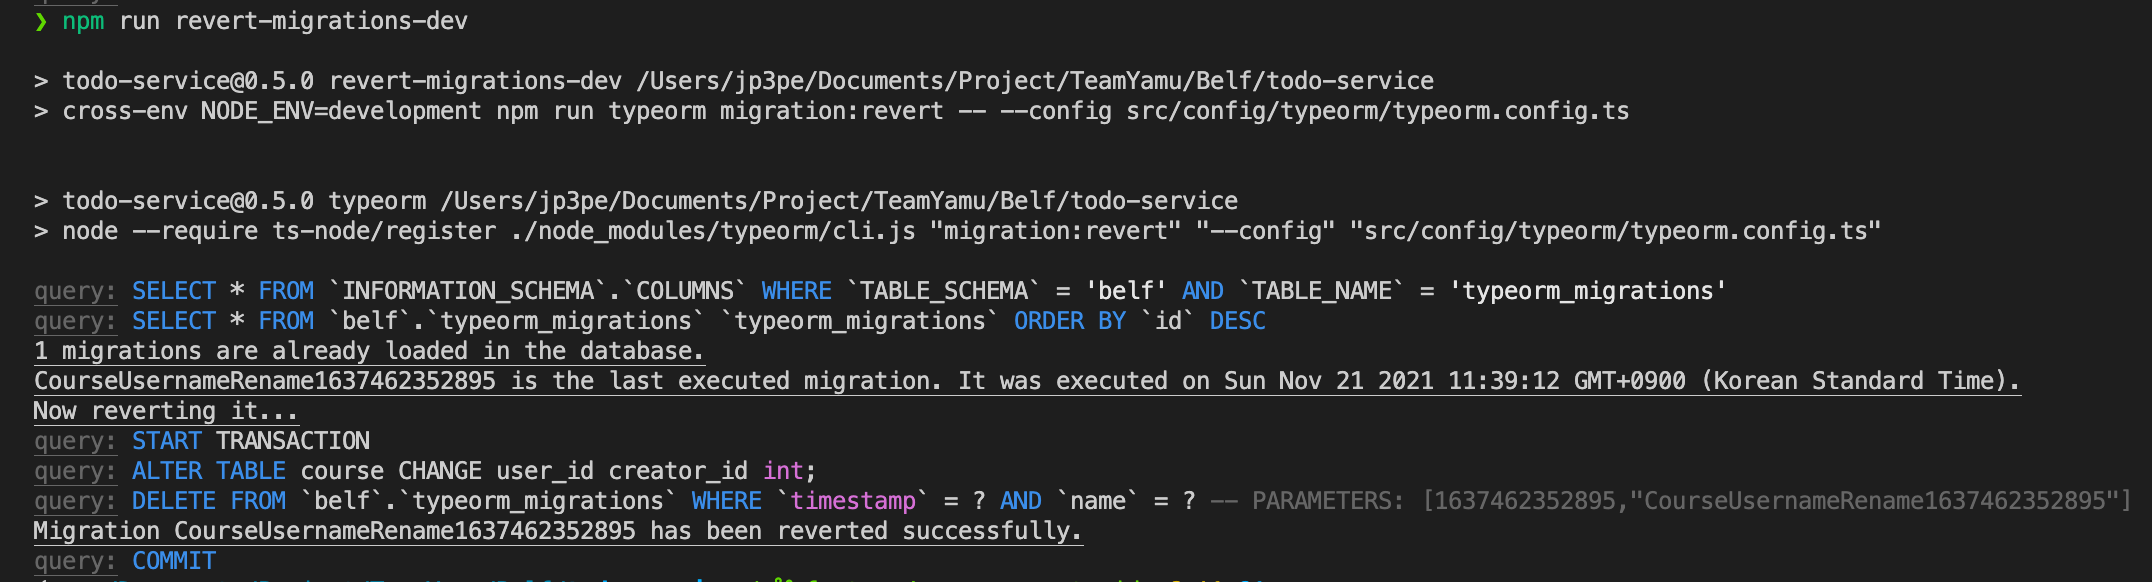 ❯ npm run revert-migrations-dev
> todo-service@0.5.0 revert-migrations-dev /Users/jp3pe/Documents/Project/TeamYamu/Belf/todo-service
> cross-env NODE_ENV=development npm run typeorm migration:revert -- --config src/config/typeorm/typeorm.config.ts
> todo-service@0.5.0 typeorm /Users/jp3pe/Documents/Project/TeamYamu/Belf/todo-service
> node --require ts-node/register ./node_modules/typeorm/cli.js "migration:revert" "--config" "src/config/typeorm/typeorm.config.ts"
query: SELECT * FROM `INFORMATION_SCHEMA`.`COLUMNS` WHERE `TABLE_SCHEMA` = 'belf' AND `TABLE_NAME` = 'typeorm_migrations'
query: SELECT * FROM `belf`.`typeorm_migrations` `typeorm_migrations` ORDER BY `id` DESC
1 migrations are already loaded in the database.
CourseUsernameRename1637462352895 is the last executed migration. It was executed on Sun Nov 21 2021 11:39:12 GMT+0900 (Korean Standard Time).
Now reverting it...
query: START TRANSACTION
query: ALTER TABLE course CHANGE user_id creator_id int;
query: DELETE FROM `belf`.`typeorm_migrations` WHERE `timestamp` = ? AND `name` = ? -- PARAMETERS: [1637462352895,"CourseUsernameRename1637462352895"]
Migration CourseUsernameRename1637462352895 has been reverted successfully.
query: COMMIT